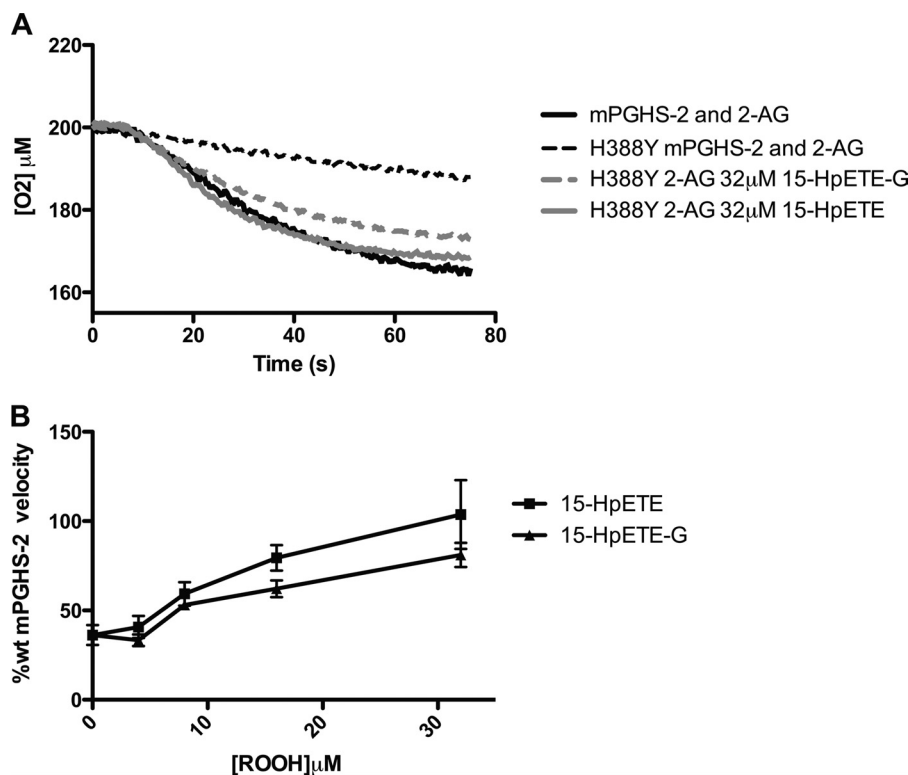 A
220
200
180
160
[O2] μM
0
20
40
60
80
Time (s)
mPGHS-2 and 2-AG
H388Y mPGHS-2 and 2-AG
H388Y 2-AG 32μM 15-HpETE-G
H388Y 2-AG 32μM 15-HpETE
B
150
100
50
0
%wt mPGHS-2 velocity
0
10
20
30
[ROOH]μM
15-HpETE
15-HpETE-G